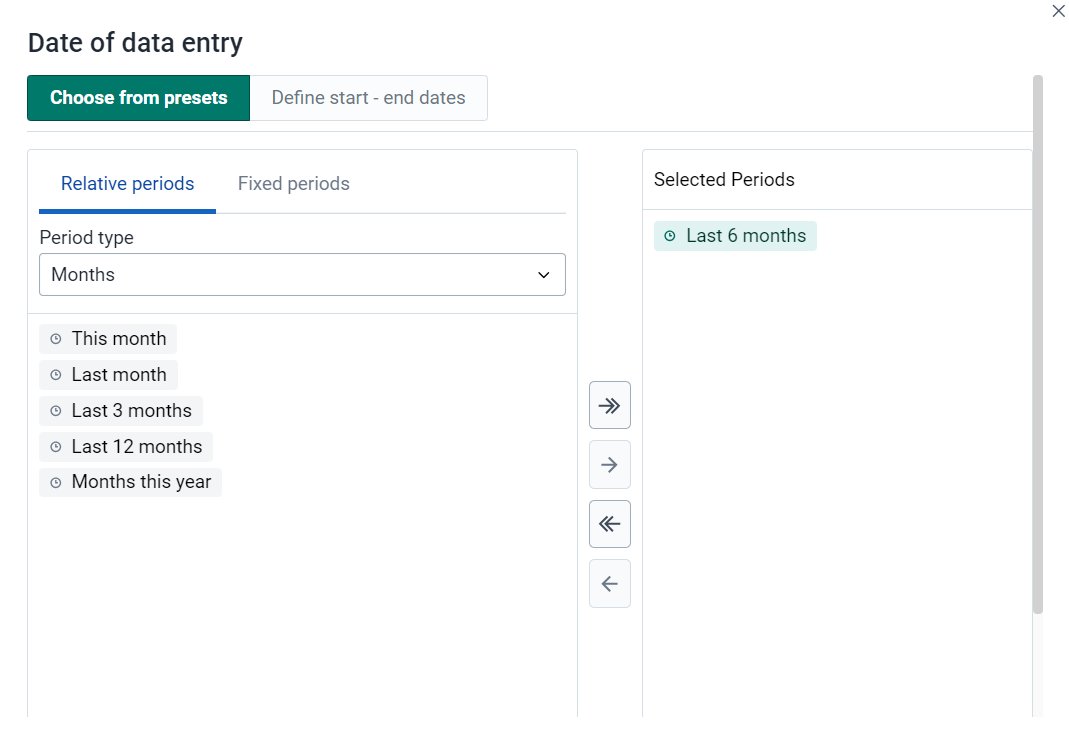 Date of data entry
Choose from presets
Define start - end dates
Relative periods
Fixed periods
Period type
Months
This month
Last month
Last 3 months
Last 12 months
Months this year
Selected Periods
Last 6 months